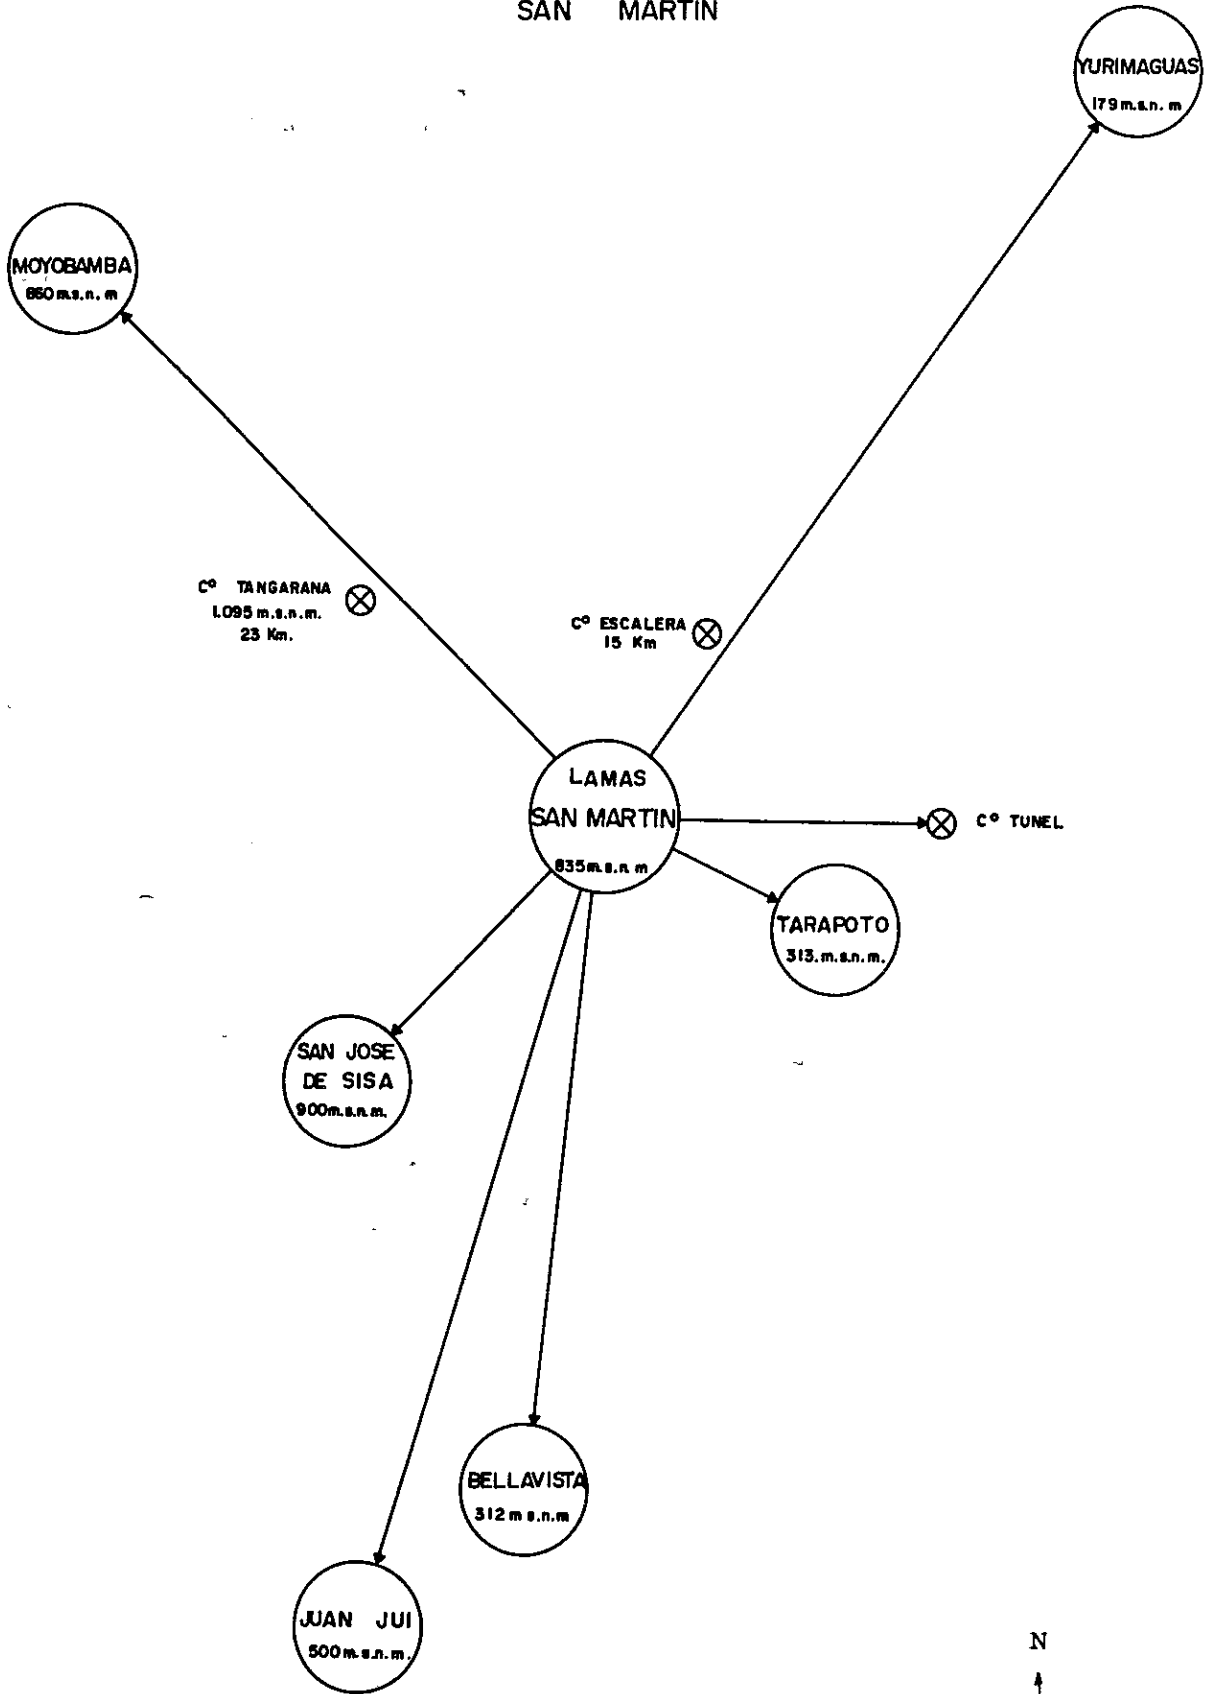 SAN MARTIN
YURIMAGUAS
179 m.s.n. m
MOYOBAMBA
860 m.s.n. m
Cº TANGARANA
1.095 m.s.n.m.
23 Km.
Cº ESCALERA
15 Km
LAMAS
SAN MARTIN
835 m.s.n. m
Cº TUNEL
TARAPOTO
313. m.s.n. m.
SAN JOSE
DE SISA
900 m.s.n. m.
BELLAVISTA
312 m s.n.m
JUAN JUI
500 m.s.n. m.
N